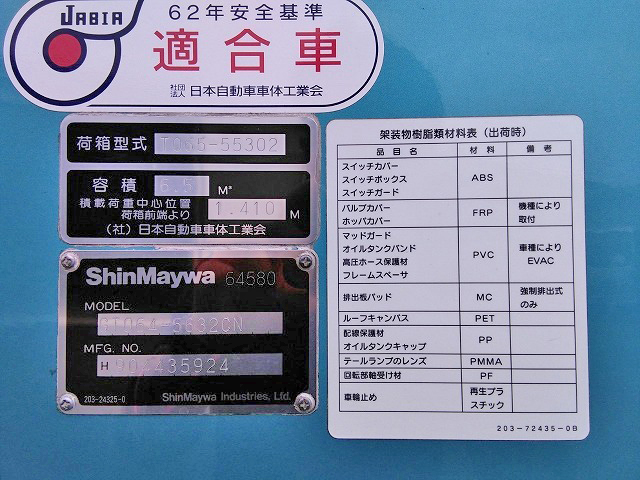 JABIA
62年安全基準
適合車
社団法人 日本自動車車体工業会
荷箱型式 T965-55302
容積 6.51 M³
積載荷重中心位置
荷箱前端より 1.410 M
(社)日本自動車車体工業会
ShinMaywa 64580
MODEL
MFG. NO.
H 902435924
203-24325-0 ShinMaywa Industries, Ltd.
架装物樹脂類材料表(出荷時)
品目名 材料 備考
スイッチカバー
スイッチボックス
スイッチガード
ABS
バルブカバー
ホッパカバー
FRP
機種により
取付
マッドガード
オイルタンクバンド
高圧ホース保護材
フレームスペーサ
PVC
車種により
EVAC
排出板パッド MC
強制排出式
のみ
ルーフキャンバス PET
配線保護材
オイルタンクキャップ
PP
テールランプのレンズ PMMA
回転部軸受け材 PF
車輪止め
再生プラ
スチック
203-72435-0B